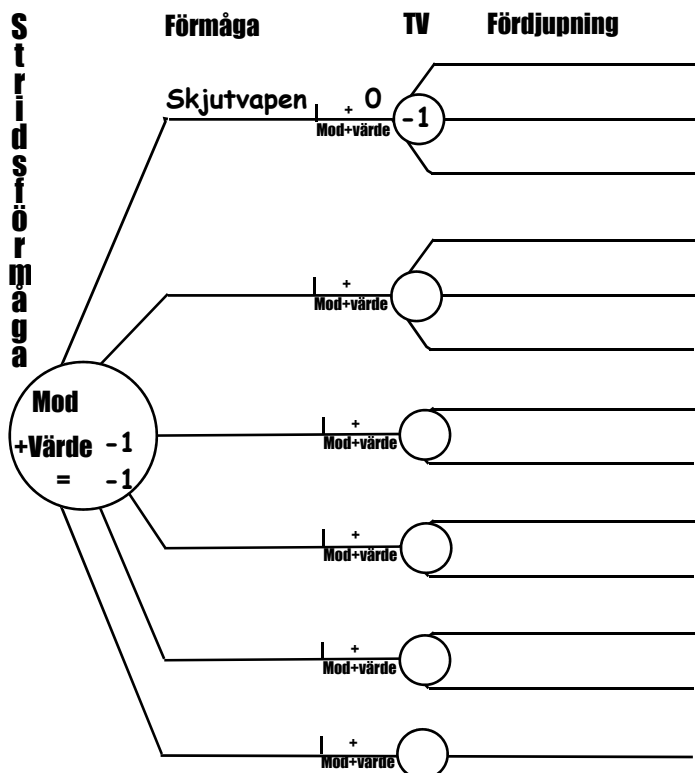 Stridsförmåga
Förmåga TV Fördjupning
Skjutvapen + 0 -1
Mod+värde
+
Mod+värde
Mod
+Värde -1
= -1
+
Mod+värde
+
Mod+värde
+
Mod+värde
+
Mod+värde